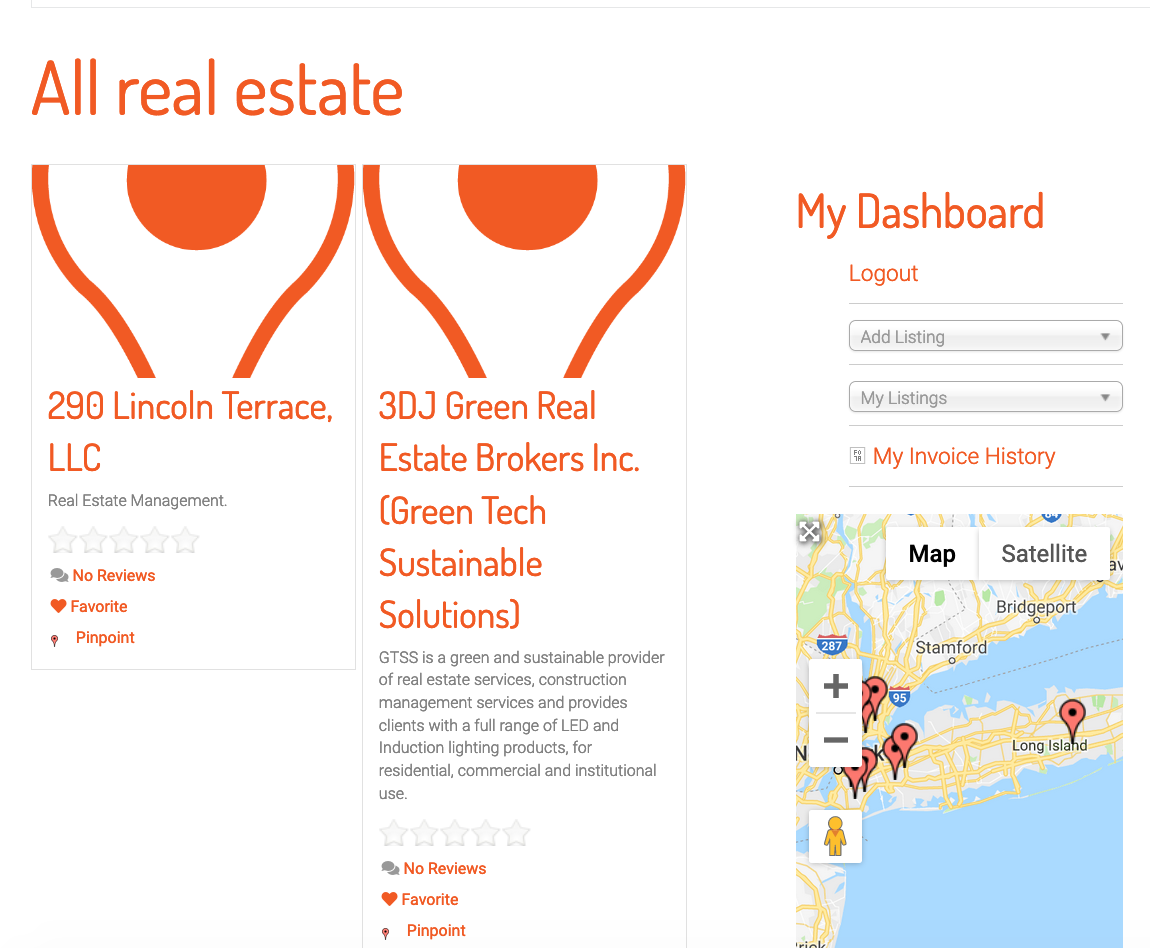 All real estate
290 Lincoln Terrace,
LLC
Real Estate Management.
No Reviews
Favorite
Pinpoint
3DJ Green Real
Estate Brokers Inc.
(Green Tech
Sustainable
Solutions)
GTSS is a green and sustainable provider
of real estate services, construction
management services and provides
clients with a full range of LED and
Induction lighting products, for
residential, commercial and institutional
use.
No Reviews
Favorite
Pinpoint
My Dashboard
Logout
Add Listing
My Listings
My Invoice History
Map
Satellite
Bridgeport
Stamford
287
95
Long Island